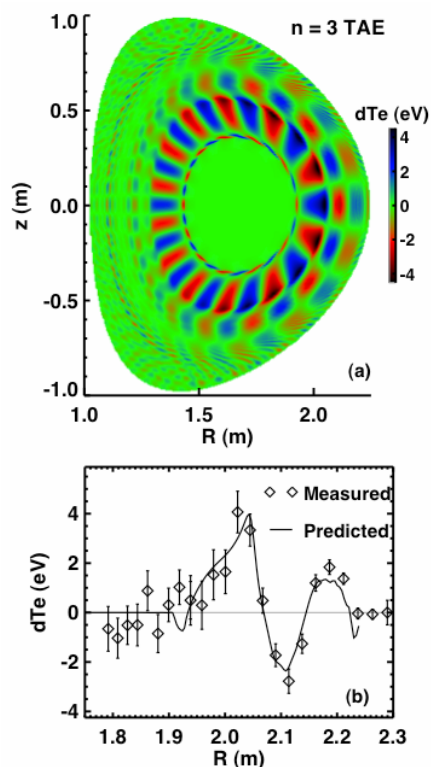 n = 3 TAE
dTe (eV)
4
2
0
-2
-4
1.0
0.5
0.0
-0.5
-1.0
z (m)
(a)
1.0 1.5 2.0
R (m)
Measured
Predicted
4
2
0
-2
-4
dTe (eV)
(b)
1.8 1.9 2.0 2.1 2.2 2.3
R (m)